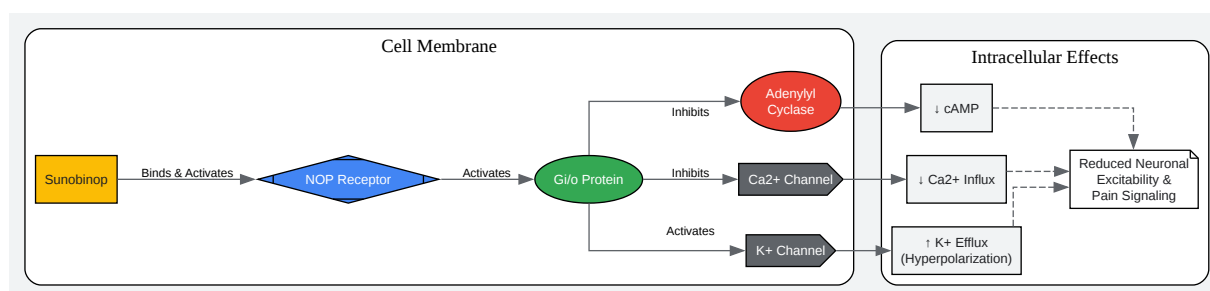 Cell Membrane
Intracellular Effects
Sunobinop
Binds & Activates
NOP Receptor
Activates
Gi/o Protein
Inhibits
Adenylyl
Cyclase
↓ cAMP
Inhibits
Ca2+ Channel
↓ Ca2+ Influx
Activates
K+ Channel
↑ K+ Efflux
(Hyperpolarization)
Reduced Neuronal
Excitability &
Pain Signaling